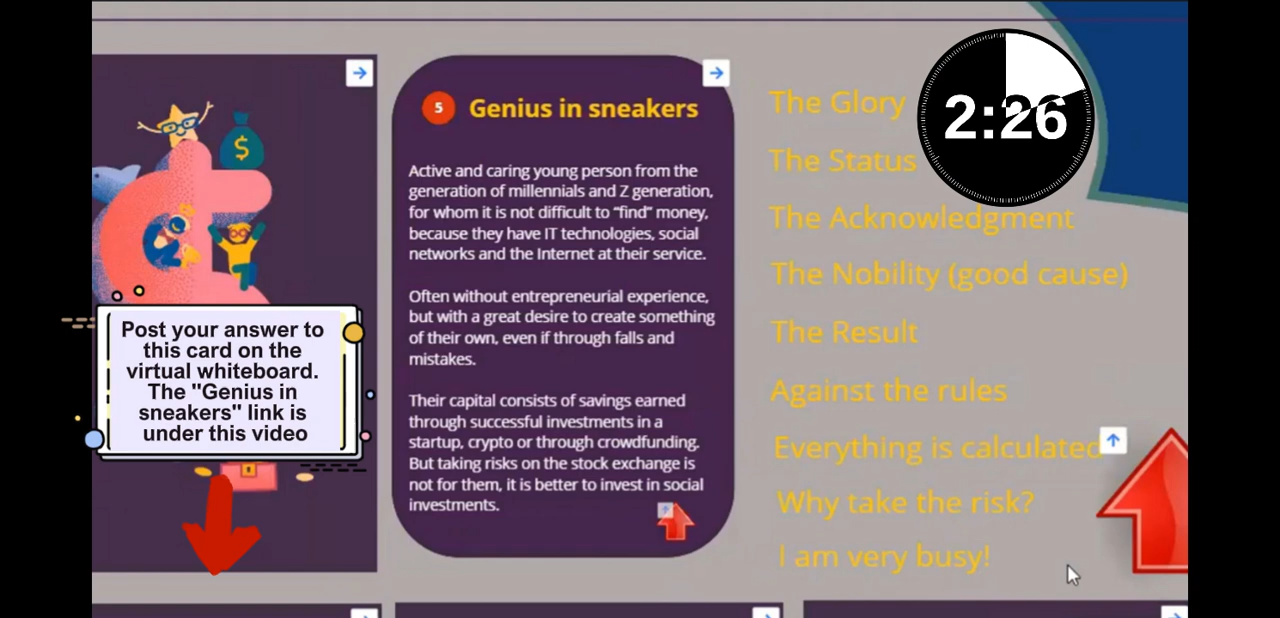 5 Genius in sneakers
Active and caring young person from the
generation of millennials and Z generation,
for whom it is not difficult to “find” money,
because they have IT technologies, social
networks and the Internet at their service.
Often without entrepreneurial experience,
but with a great desire to create something
of their own, even if through falls and
mistakes.
Their capital consists of savings earned
through successful investments in a
startup, crypto or through crowdfunding.
But taking risks on the stock exchange is
not for them, it is better to invest in social
investments.
$
Post your answer to
this card on the
virtual whiteboard.
The "Genius in
sneakers" link is
under this video
The Glory
The Status
The Acknowledgment
The Nobility (good cause)
The Result
Against the rules
Everything is calculated
Why take the risk?
I am very busy!
2:26